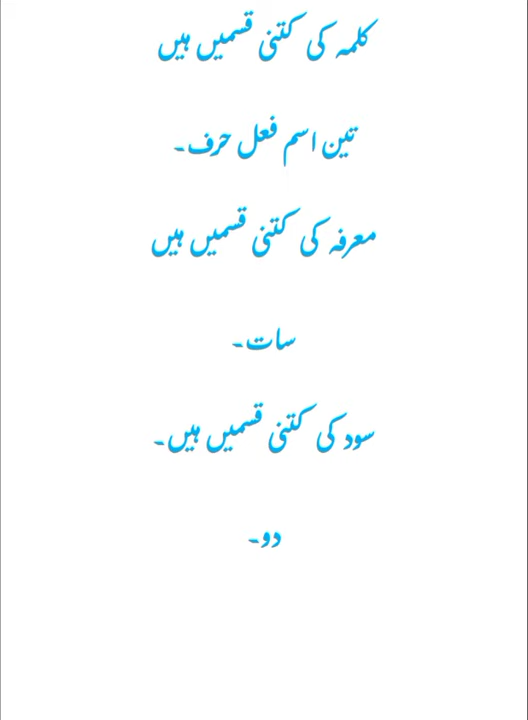 کلمہ کی کتنی قسمیں ہیں
تین اسم فعل حرف۔
معرفہ کی کتنی قسمیں ہیں
سات۔
سود کی کتنی قسمیں ہیں۔
دو۔